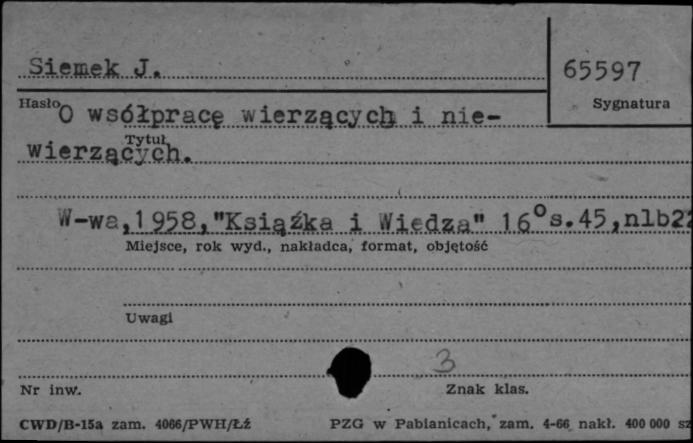 Siemek J.
65597
Hasło
Sygnatura
O współpracę wierzących i nie-
Tytuł
wierzących.
W-wa,1958,"Książka i Wiedza" 16° s.45,nlb2
Miejsce, rok wyd., nakładca, format, objętość
Uwagi
3
Nr inw.
Znak klas.
CWD/B-15a zam. 4066/PWH/Łź
PZG w Pabianicach, zam. 4-66 nakł. 400 000 sz